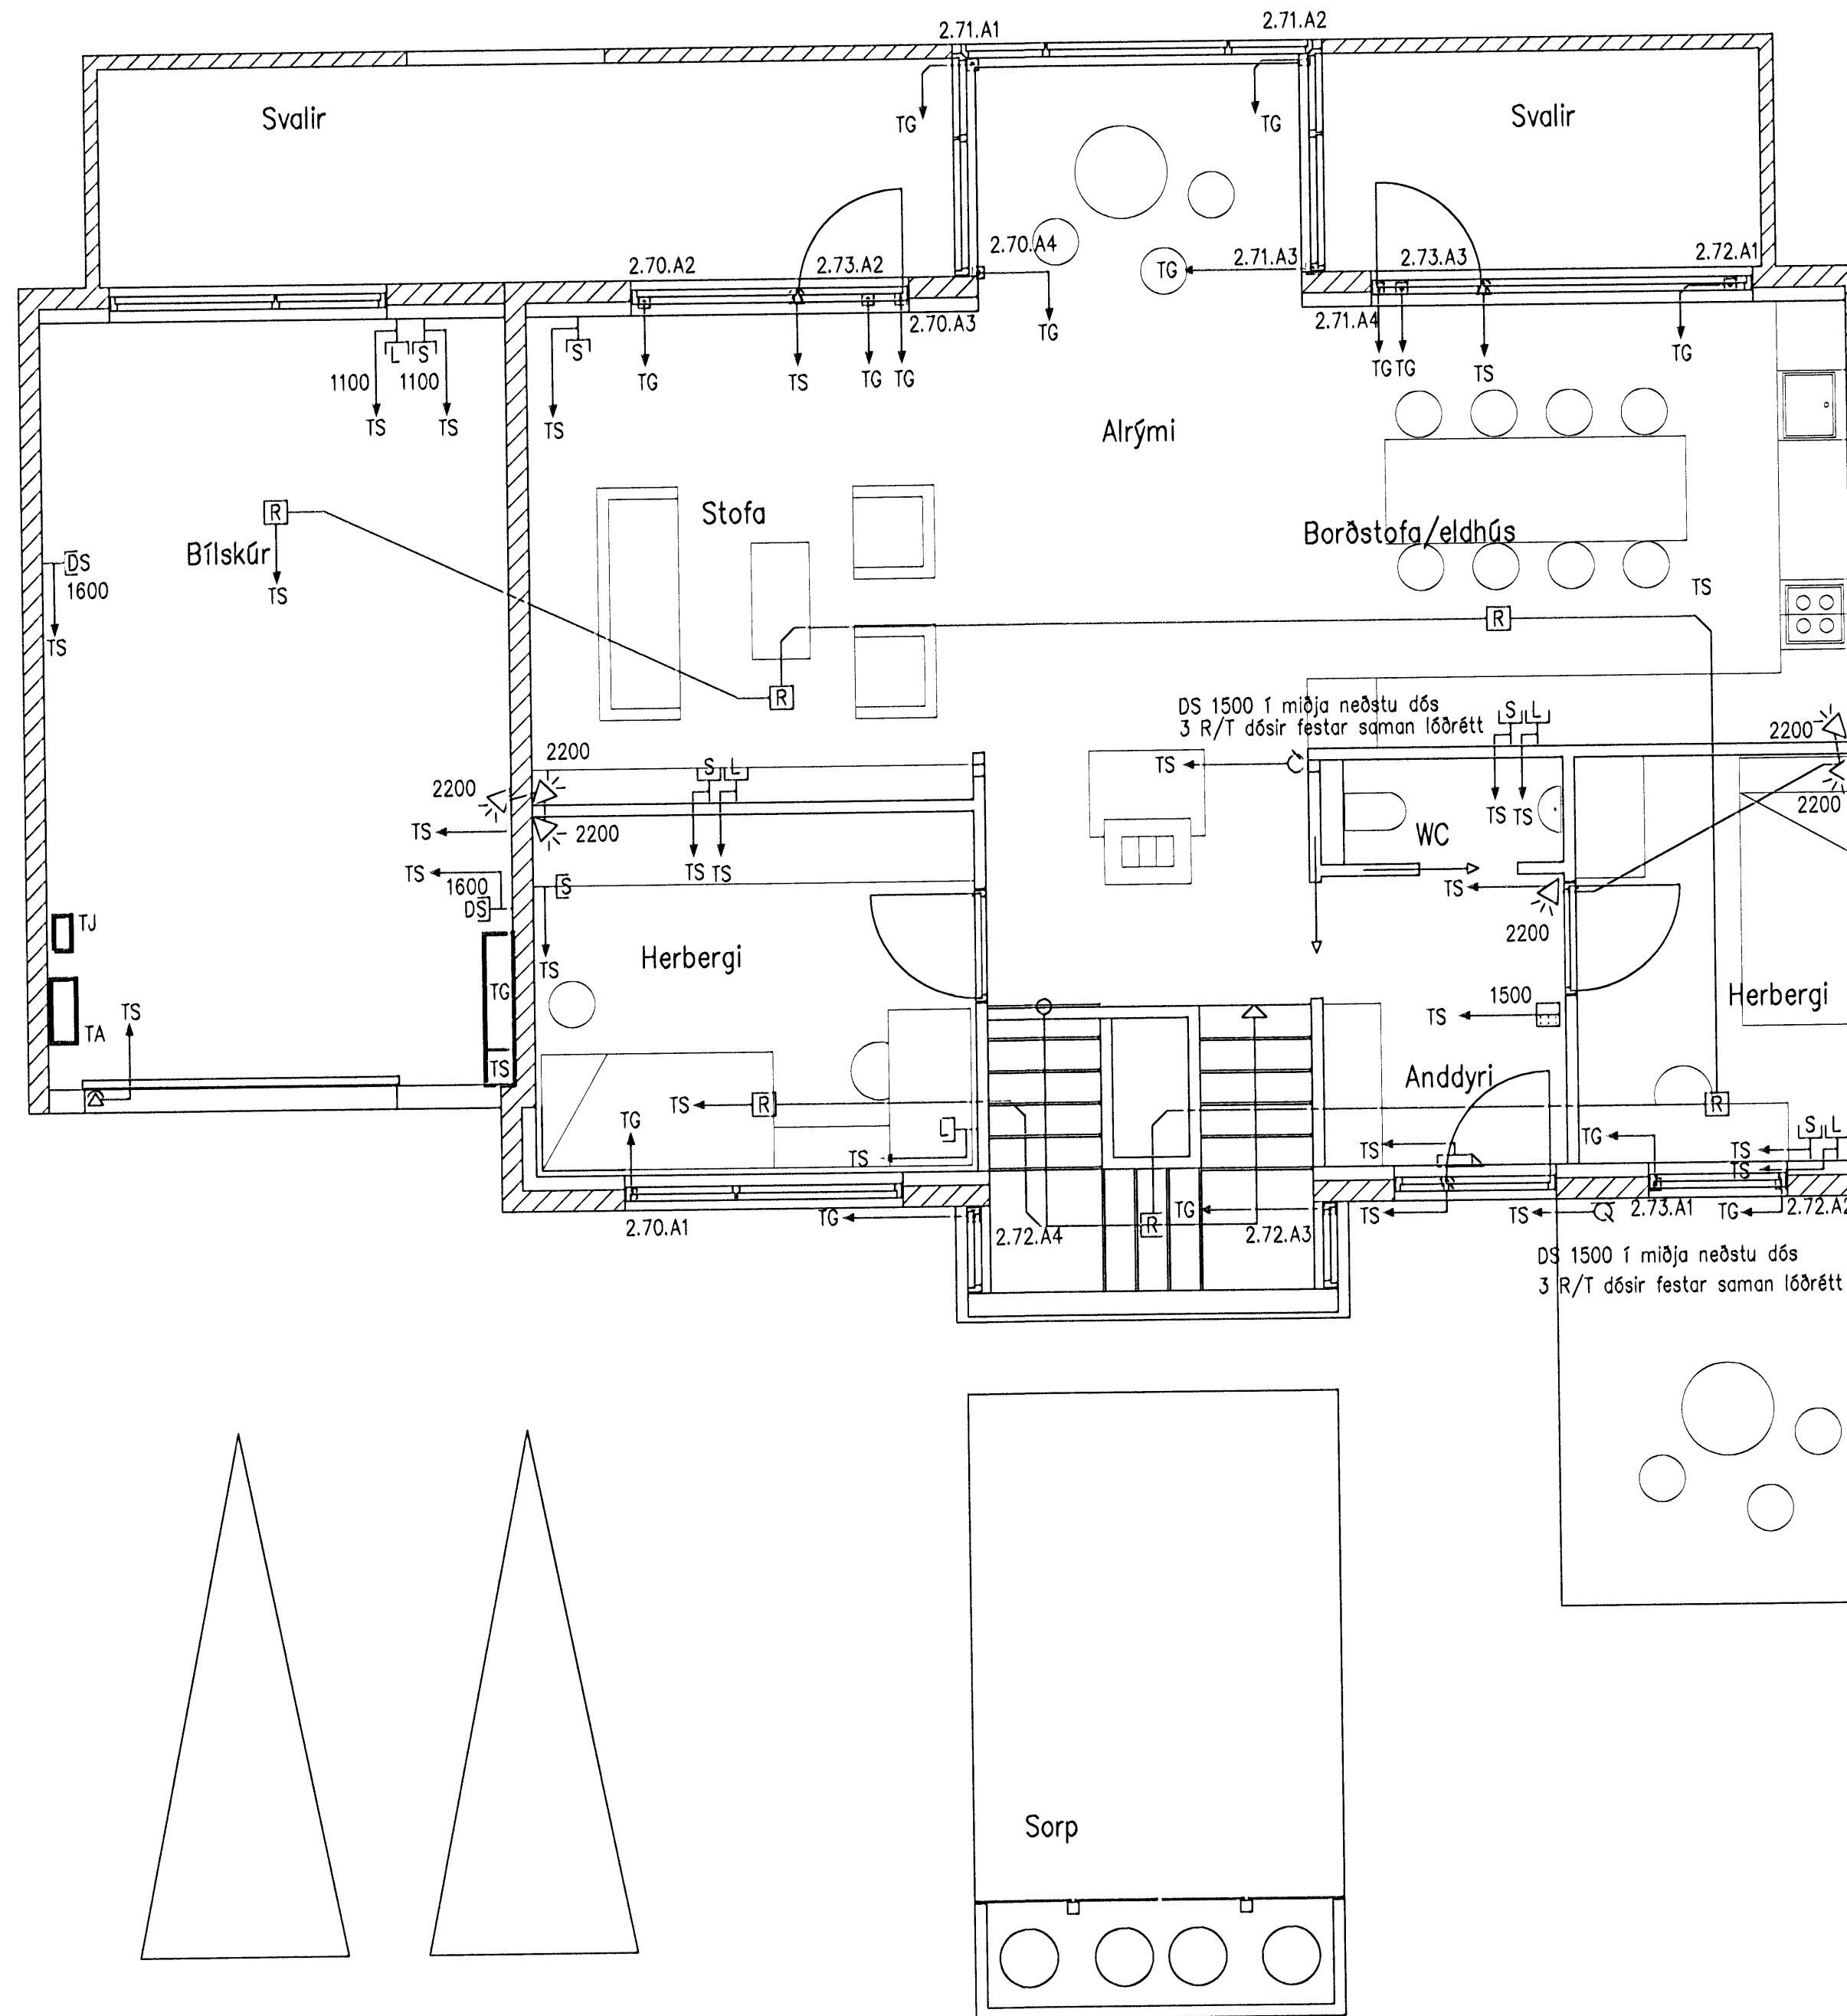 2.71.A1
2.71.A2
Svalir
TG
TG
Svalir
2.70.A2
2.73.A2
2.70.A4
TG
2.71.A3
2.73.A3
2.72.A1
2.70.A3
TG
2.71.A4
L
S
S
1100
1100
TG
TS
TG
TG
TG
TG
TS
TG
TS
TS
TS
Alrými
R
Stofa
Borðstofa/eldhús
Bílskúr
DS
1600
TS
TS
TS
R
R
DS 1500 í miðja neðstu dós
3 R/T dósir festar saman lóðrétt
S
L
2200
2200
2200
S
L
TS
2200
TS
2200
TS
TS
WC
TS
TS
TS
1600
DS
S
TS
2200
TJ
Herbergi
TS
TG
1500
Herbergi
TS
TS
TA
TS
Anddyri
TS
R
R
TG
L
TS
TS
TG
S
L
TS
TS
2.70.A1
TG
2.72.A4
R
TG
2.72.A3
TS
TS
2.73.A1
TG
2.72.A2
DS 1500 í miðja neðstu dós
3 R/T dósir festar saman lóðrétt
Sorp